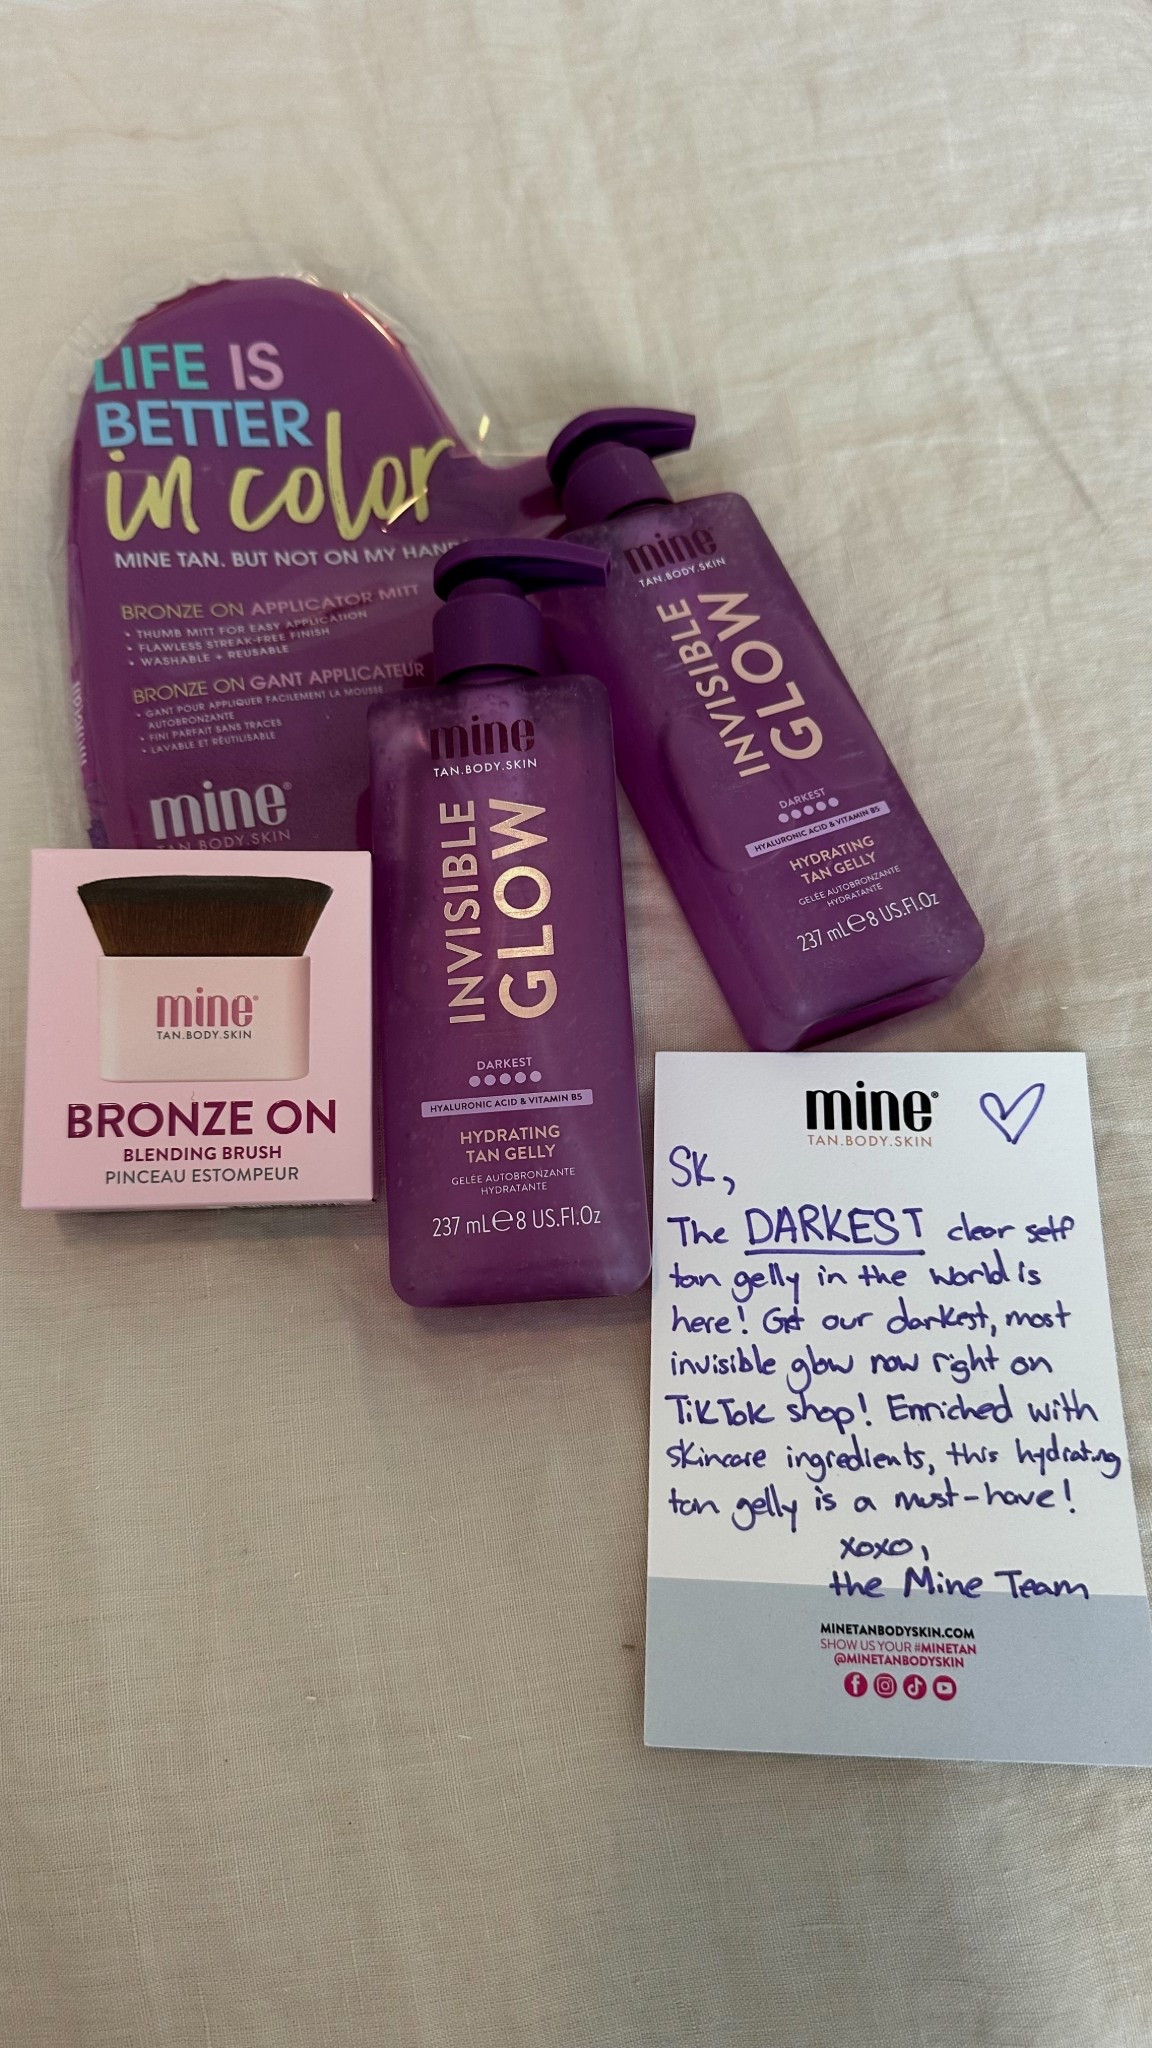 LIFE IS
BETTER
in color
MINE TAN. BUT NOT ON MY
BRONZE ON APPLICATOR MITT
• THUMB MITT FOR EASY APPLICATION
• FLAWLESS STREAK-FREE FINISH
• WASHABLE + REUSABLE
BRONZE ON GANT APPLICATEUR
• GANT POUR APPLIQUER FACILEMENT LA MOUSSE
AUTOBRONZANTE
• FINI PARFAIT SANS TRACES
• LAVABLE ET RÉUTILISABLE
mine®
TAN.BODY.SKIN
mine®
TAN.BODY.SKIN
BRONZE ON
BLENDING BRUSH
PINCEAU ESTOMPEUR
mine
TAN.BODY.SKIN
INVISIBLE
GLOW
DARKEST
HYALURONIC ACID & VITAMIN B5
HYDRATING
TAN GELLY
GELÉE AUTOBRONZANTE
HYDRATANTE
237 mL℮8 US.Fl.Oz
mine
TAN.BODY.SKIN
INVISIBLE
GLOW
DARKEST
HYALURONIC ACID & VITAMIN B5
HYDRATING
TAN GELLY
GELÉE AUTOBRONZANTE
HYDRATANTE
237 mL℮8 US.Fl.Oz
mine®
TAN.BODY.SKIN
SK,
The DARKEST clear self
tan gelly in the world is
here! Get our darkest, most
invisible glow now right on
TikTok shop! Enriched with
skincare ingredients, this hydrating
tan gelly is a must-have!
xoxo,
the Mine Team
MINETANBODYSKIN.COM
SHOW US YOUR #MINETAN
@MINETANBODYSKIN